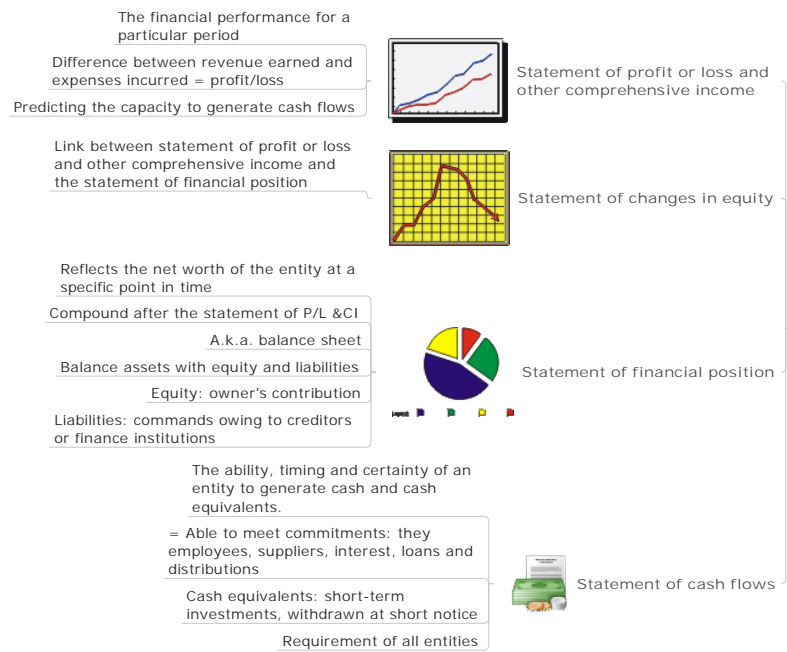 The financial performance for a
particular period
Difference between revenue earned and
expenses incurred = profit/loss
Predicting the capacity to generate cash flows
Statement of profit or loss and
other comprehensive income
Link between statement of profit or loss
and other comprehensive income and
the statement of financial position
Statement of changes in equity
Reflects the net worth of the entity at a
specific point in time
Compound after the statement of P/L &CI
A.k.a. balance sheet
Balance assets with equity and liabilities
Equity: owner's contribution
Liabilities: commands owing to creditors
or finance institutions
Statement of financial position
The ability, timing and certainty of an
entity to generate cash and cash
equivalents.
= Able to meet commitments: they
employees, suppliers, interest, loans and
distributions
Cash equivalents: short-term
investments, withdrawn at short notice
Requirement of all entities
Statement of cash flows